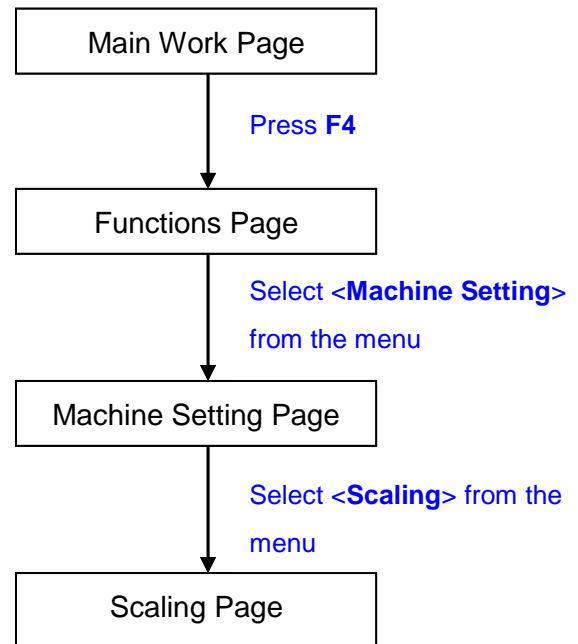 Main Work Page
Press F4
Functions Page
Select <Machine Setting>
from the menu
Machine Setting Page
Select <Scaling> from the
menu
Scaling Page